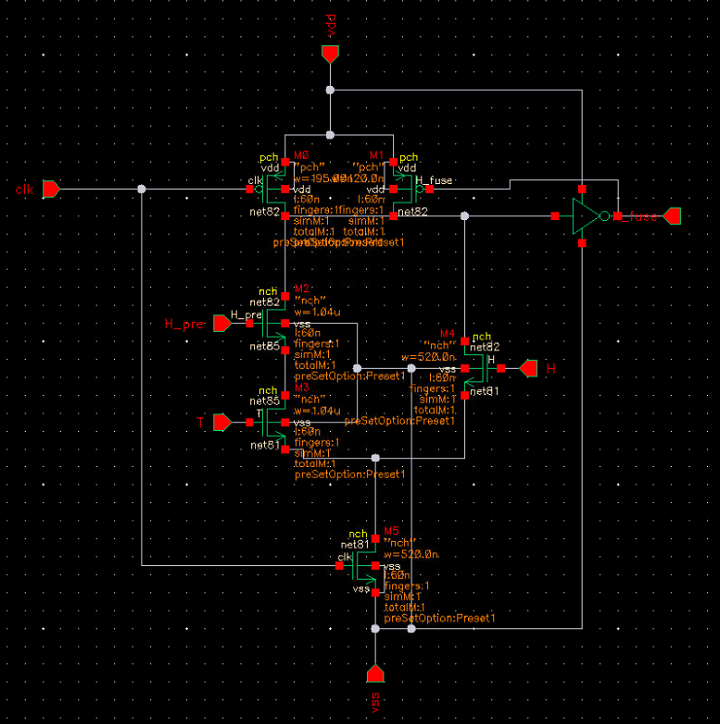 vdd
pch
M0
M1
pch
vdd
"pch"
"pch"
vdd
clk
clk
vdd
vdd
H_fuse
l:60n
net82
fingers:1
fingers:1
net82
simM:1
simM:1
totalM:1
totalM:1
_fuse
nch
M2
net82
"nch"
w=1.04u
H_pre
H_pre
vss
l:60n
net85
fingers:1
simM:1
totalM:1
preSetOption:Preset1
M4
nch
"nch"
net82
w=520.0n
vss
H
H
l:60n
net81
fingers:1
simM:1
totalM:1
preSetOption:Preset1
nch
M3
net85
"nch"
w=1.04u
T
T
vss
l:60n
net81
fingers:1
simM:1
totalM:1
preSetOption:Preset1
nch
M5
net81
"nch"
w=520.0n
clk
vss
l:60n
vss
fingers:1
simM:1
totalM:1
preSetOption:Preset1
vss